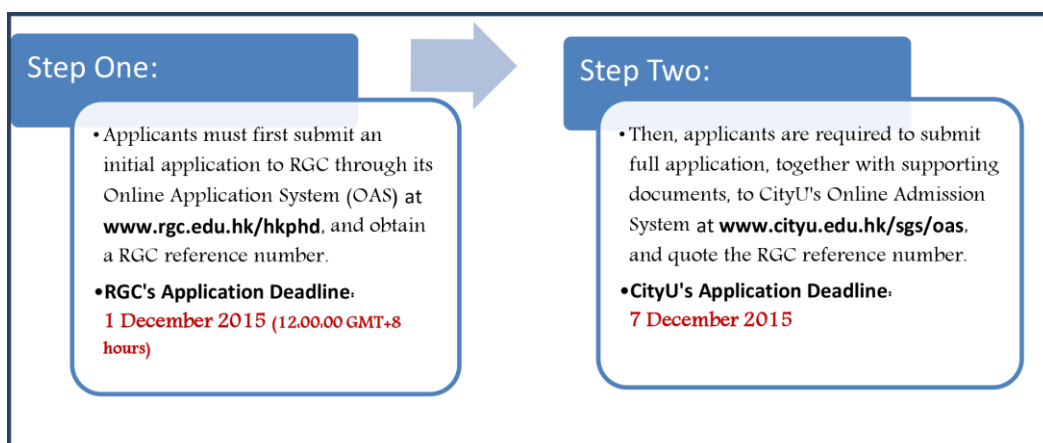 Step One:
• Applicants must first submit an
initial application to RGC through its
Online Application System (OAS) at
www.rgc.edu.hk/hkphd, and obtain
a RGC reference number.
•RGC's Application Deadline:
1 December 2015 (12:00:00 GMT+8
hours)
Step Two:
• Then, applicants are required to submit
full application, together with supporting
documents, to CityU's Online Admission
System at www.cityu.edu.hk/sgs/oas,
and quote the RGC reference number.
•CityU's Application Deadline:
7 December 2015